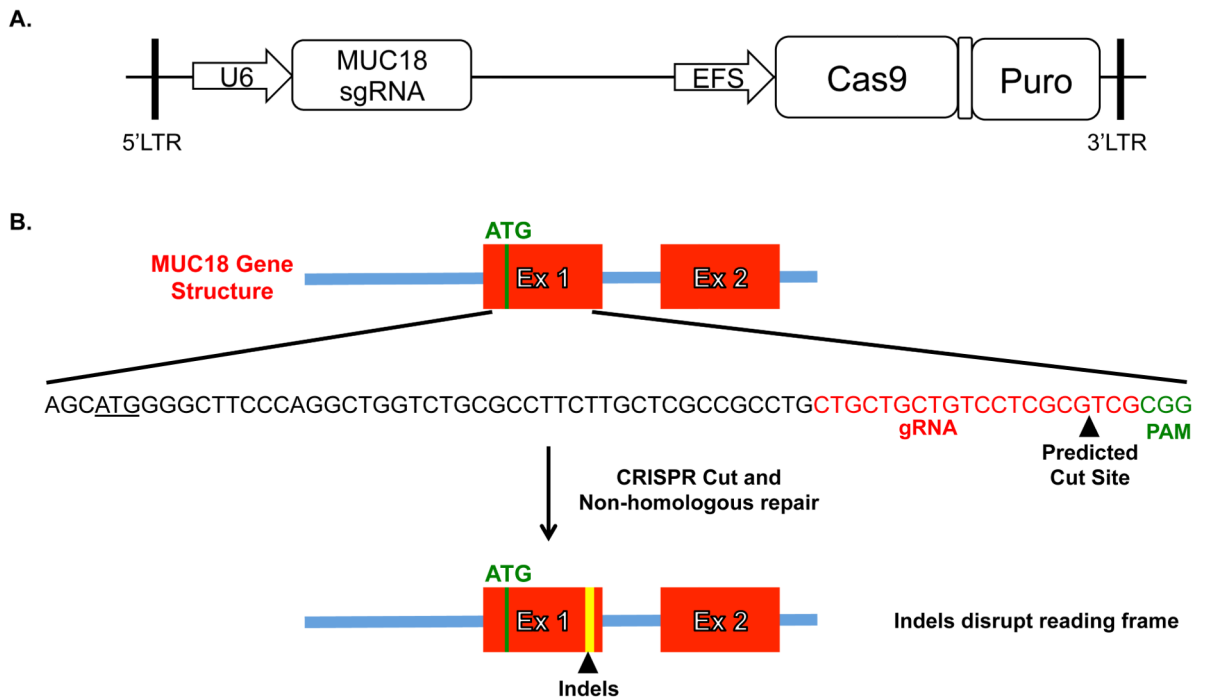 A.
U6
MUC18
sgRNA
EFS
Cas9
Puro
5'LTR
3'LTR
B.
ATG
MUC18 Gene
Structure
Ex 1
Ex 2
AGCATGGGGCTTCCCAGGCTGGTCTGCGCCTTCTTGCTCGCCGCCTGCTGCTGCTGTCCTCGCGTCGCGG
gRNA
PAM
Predicted
Cut Site
CRISPR Cut and
Non-homologous repair
ATG
Ex 1
Ex 2
Indels disrupt reading frame
Indels